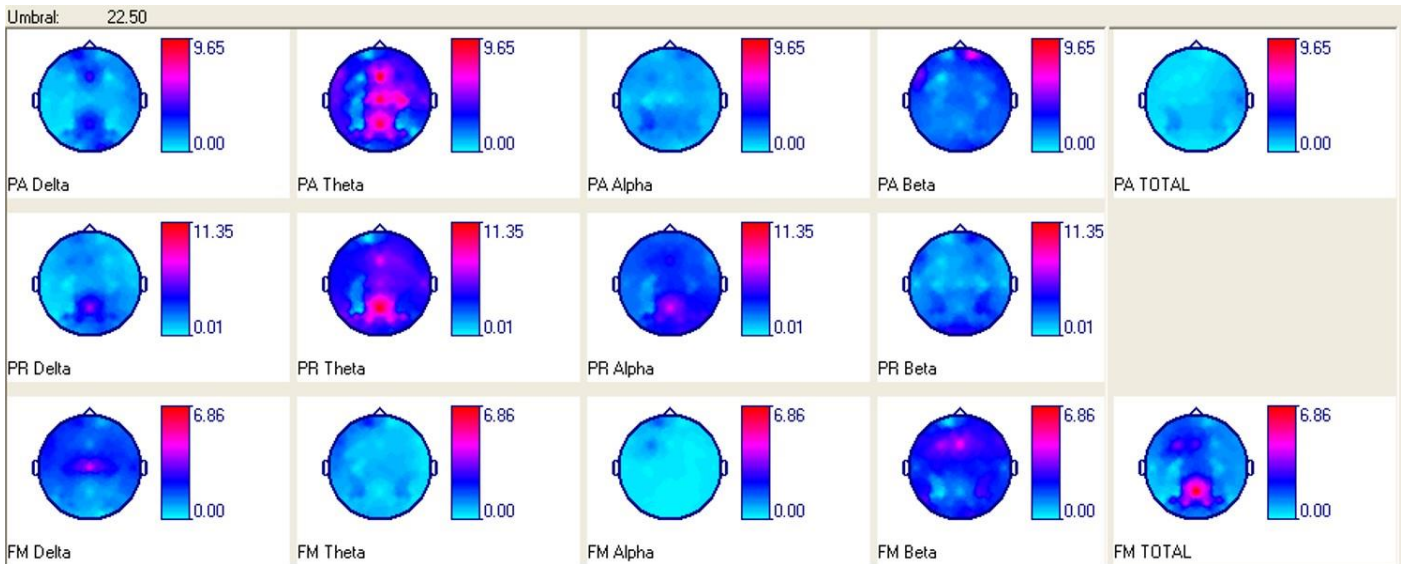 Umbral: 22.50
9.65 9.65 9.65 9.65 9.65
0.00 0.00 0.00 0.00 0.00
PA Delta PA Theta PA Alpha PA Beta PA TOTAL
11.35 11.35 11.35 11.35
0.01 0.01 0.01 0.01
PR Delta PR Theta PR Alpha PR Beta
6.86 6.86 6.86 6.86 6.86
0.00 0.00 0.00 0.00 0.00
FM Delta FM Theta FM Alpha FM Beta FM TOTAL